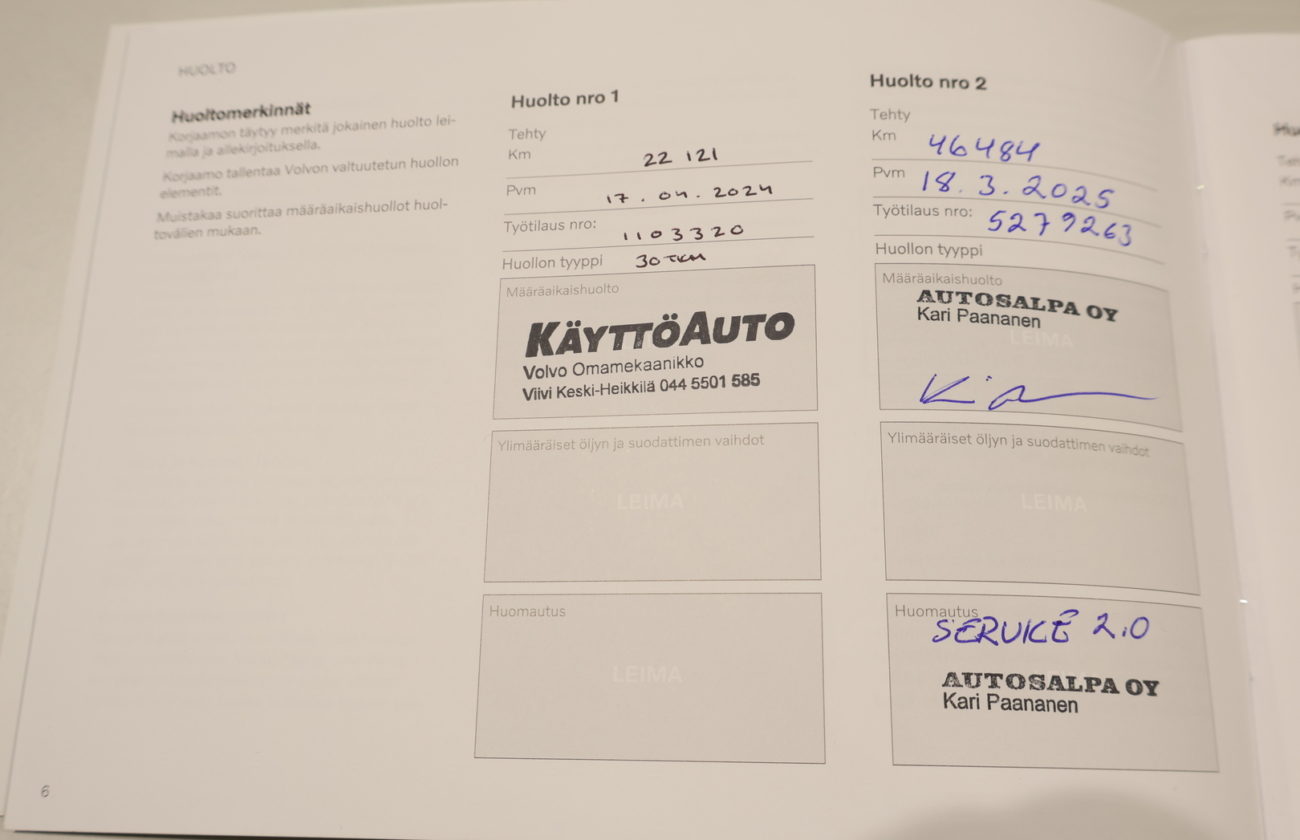 HUOLTO
Huoltomerkinnät
Korjaamon täytyy merkitä jokainen huolto lei-
malla ja allekirjoituksella.
Korjaamo tallentaa Volvon valtuutetun huollon
elementit.
Muistakaa suorittaa määräaikaishuollot huol-
tovälien mukaan.
6
Huolto nro 1
Tehty
Km 22 121
Pvm 17.04.2024
Työtilaus nro: 1103320
Huollon tyyppi 30 TKM
Määräaikaishuolto
KÄYTTÖAUTO
Volvo Omamekaanikko
Viivi Keski-Heikkilä 044 5501 585
Ylimääräiset öljyn ja suodattimen vaihdot
LEIMA
Huomautus
LEIMA
Huolto nro 2
Tehty
Km 46484
Pvm 18.3.2025
Työtilaus nro: 5279263
Huollon tyyppi
Määräaikaishuolto
AUTOSALPA OY
Kari Paananen
LEIMA
Ylimääräiset öljyn ja suodattimen vaihdot
LEIMA
Huomautus
SERVICE 2.0
AUTOSALPA OY
Kari Paananen